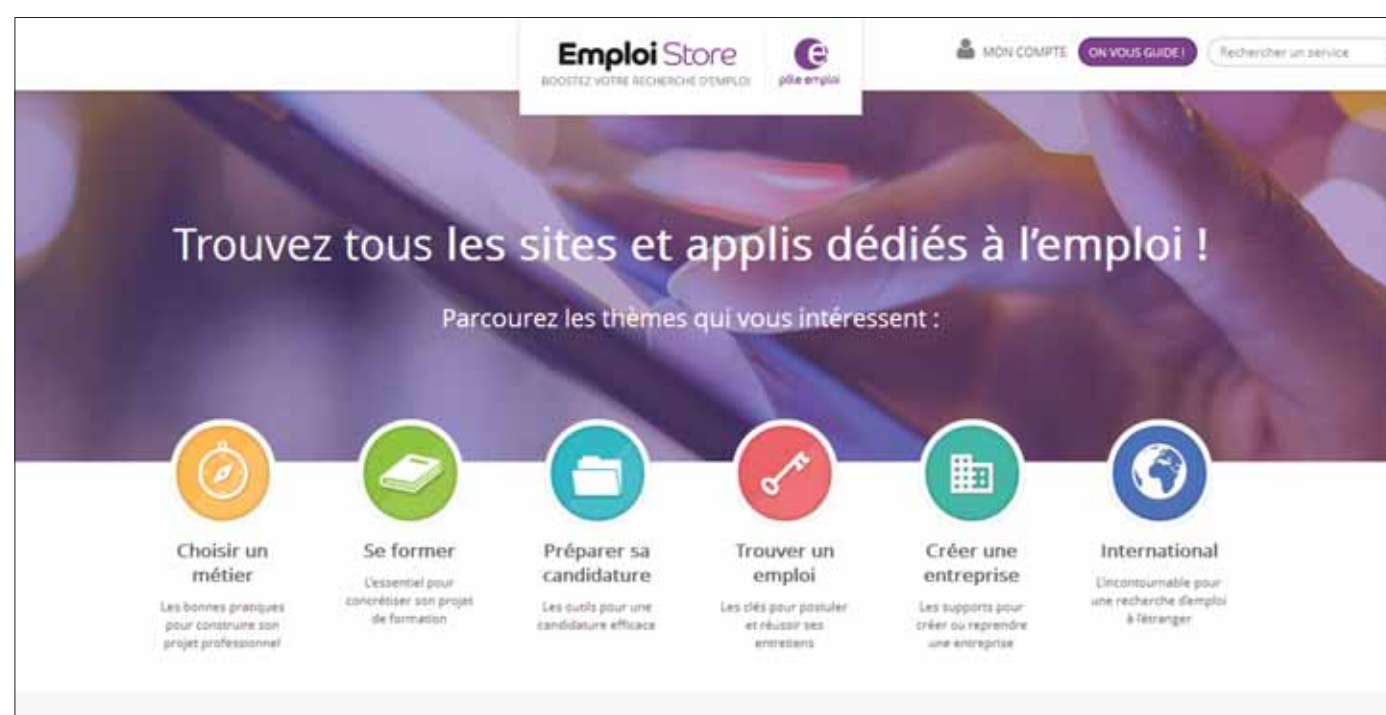 Emploi Store
BOOSTEZ VOTRE RECHERCHE D'EMPLOI
pôle emploi
MON COMPTE
ON VOUS GUIDE !
Rechercher un service
Trouvez tous les sites et applis dédiés à l'emploi !
Parcourez les thèmes qui vous intéressent :
Choisir un
métier
Les bonnes pratiques
pour construire son
projet professionnel
Se former
L'essentiel pour
concrétiser son projet
de formation
Préparer sa
candidature
Les outils pour une
candidature efficace
Trouver un
emploi
Les clés pour postuler
et réussir ses
entretiens
Créer une
entreprise
Les supports pour
créer ou reprendre
une entreprise
International
L'incontournable pour
une recherche d'emploi
à l'étranger